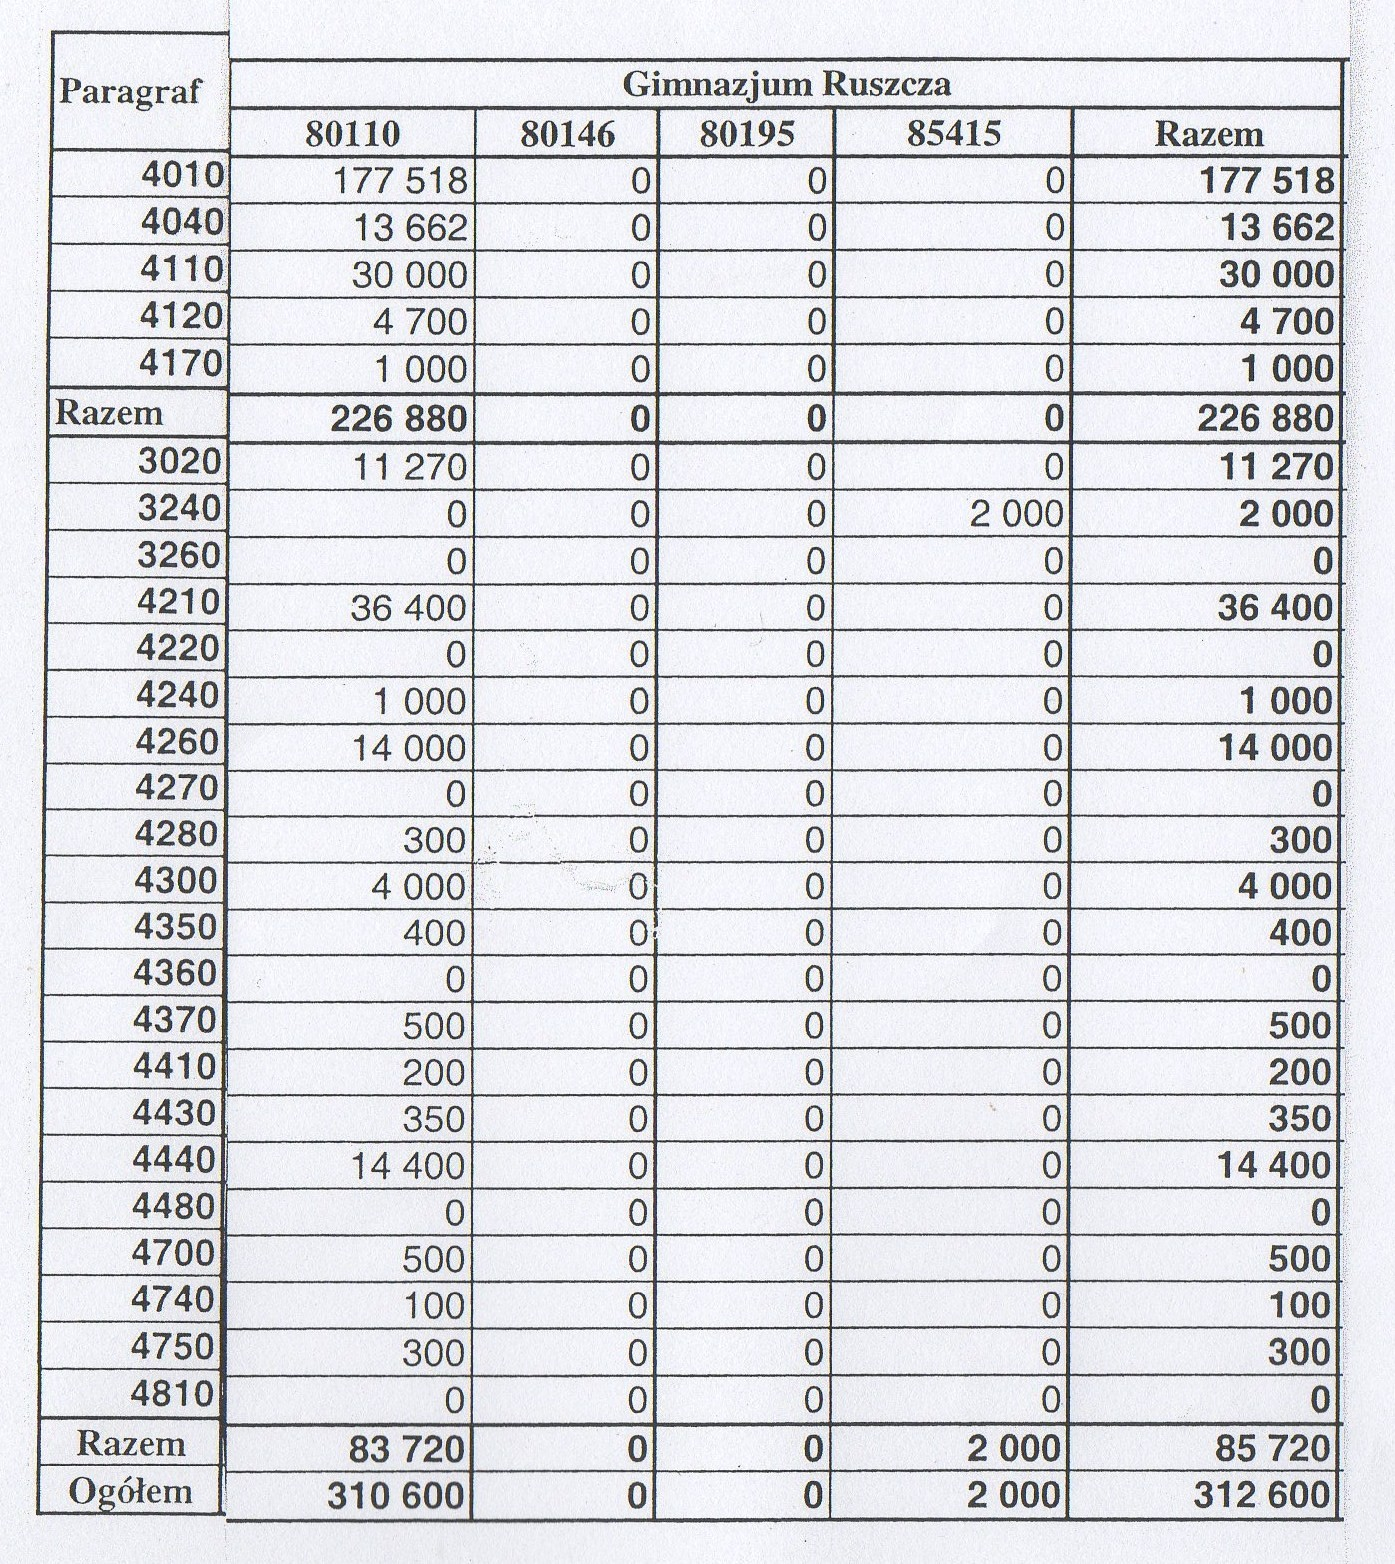 Paragraf
Gimnazjum Ruszcza
80110 80146 80195 85415 Razem
4010 177 518 0 0 0 177 518
4040 13 662 0 0 0 13 662
4110 30 000 0 0 0 30 000
4120 4 700 0 0 0 4 700
4170 1 000 0 0 0 1 000
Razem 226 880 0 0 0 226 880
3020 11 270 0 0 0 11 270
3240 0 0 0 2 000 2 000
3260 0 0 0 0 0
4210 36 400 0 0 0 36 400
4220 0 0 0 0 0
4240 1 000 0 0 0 1 000
4260 14 000 0 0 0 14 000
4270 0 0 0 0 0
4280 300 0 0 0 300
4300 4 000 0 0 0 4 000
4350 400 0 0 0 400
4360 0 0 0 0 0
4370 500 0 0 0 500
4410 200 0 0 0 200
4430 350 0 0 0 350
4440 14 400 0 0 0 14 400
4480 0 0 0 0 0
4700 500 0 0 0 500
4740 100 0 0 0 100
4750 300 0 0 0 300
4810 0 0 0 0 0
Razem 83 720 0 0 2 000 85 720
Ogółem 310 600 0 0 2 000 312 600